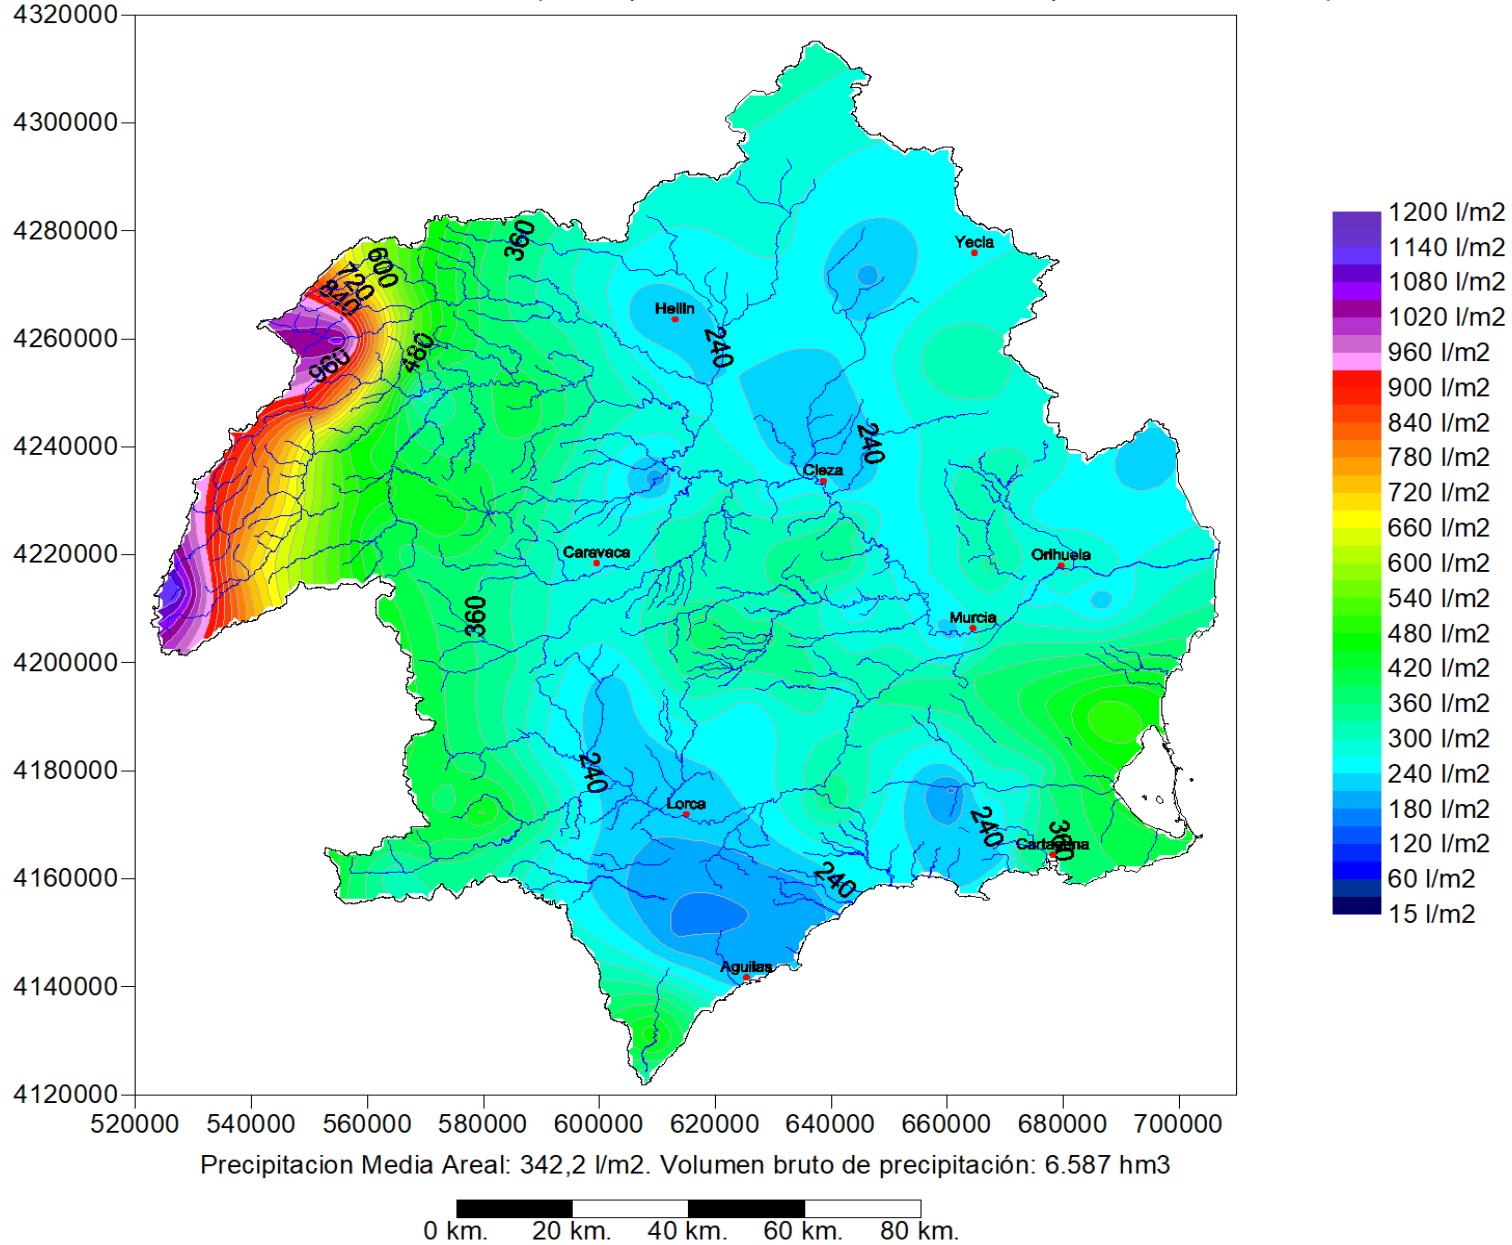 4320000
4300000
4280000
4260000
4240000
4220000
4200000
4180000
4160000
4140000
4120000
520000 540000 560000 580000 600000 620000 640000 660000 680000 700000
360
600
720
840
960
480
Yecla
Hellin
240
240
Cieza
Caravaca
Orihuela
360
Murcia
240
Lorca
240
360
Cartagena
240
Aguilas
1200 l/m2
1140 l/m2
1080 l/m2
1020 l/m2
960 l/m2
900 l/m2
840 l/m2
780 l/m2
720 l/m2
660 l/m2
600 l/m2
540 l/m2
480 l/m2
420 l/m2
360 l/m2
300 l/m2
240 l/m2
180 l/m2
120 l/m2
60 l/m2
15 l/m2
Precipitacion Media Areal: 342,2 l/m2. Volumen bruto de precipitación: 6.587 hm3
0 km. 20 km. 40 km. 60 km. 80 km.